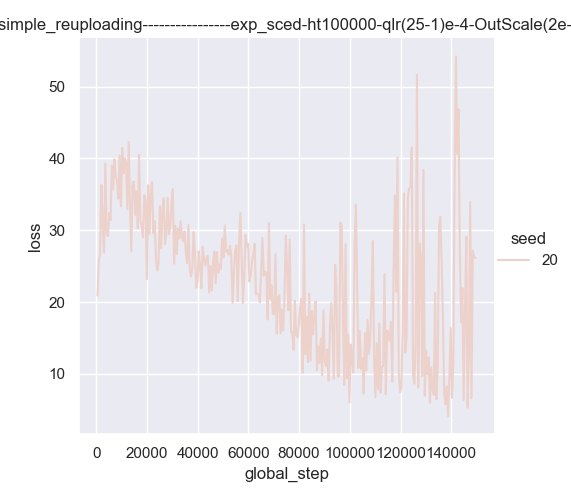 simple_reuploading----------------exp_sced-ht100000-qlr(25-1)e-4-OutScale(2e-
50
40
30
20
10
loss
seed
20
0 20000 40000 60000 80000 100000 120000 140000
global_step